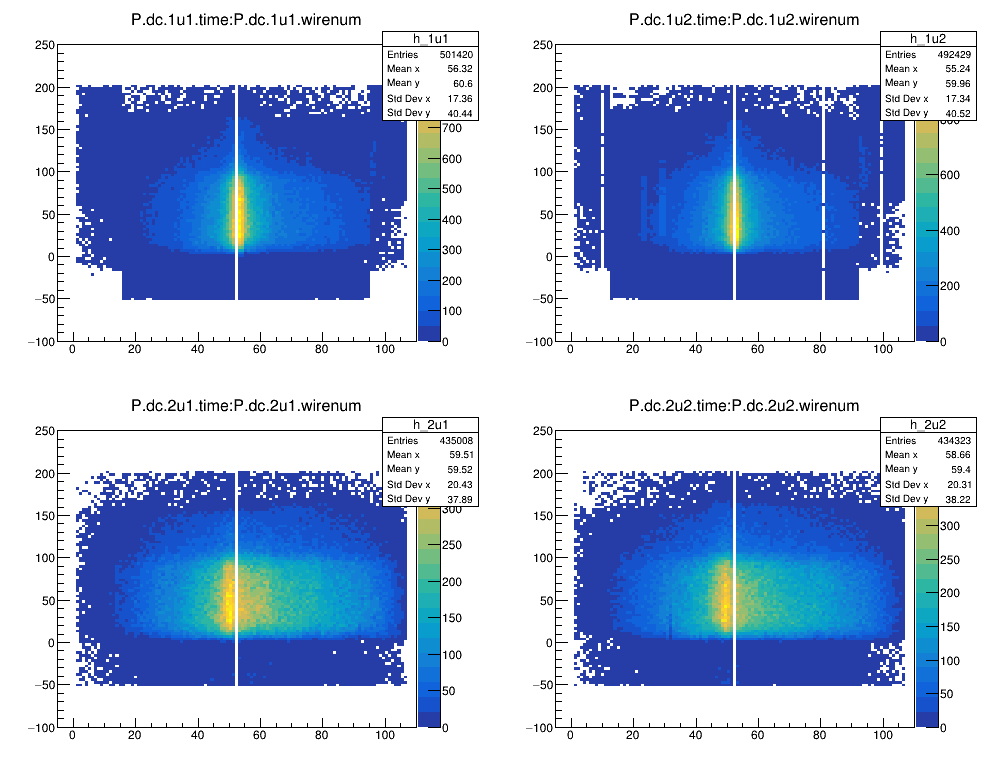 P.dc.1u1.time:P.dc.1u1.wirenum
h_1u1
Entries 501420
Mean x 56.32
Mean y 60.6
Std Dev x 17.36
Std Dev y 40.44
250
200
150
100
50
0
−50
−100
0 20 40 60 80 100
700
600
500
400
300
200
100
0
P.dc.1u2.time:P.dc.1u2.wirenum
h_1u2
Entries 492429
Mean x 55.24
Mean y 59.96
Std Dev x 17.34
Std Dev y 40.52
250
200
150
100
50
0
−50
−100
0 20 40 60 80 100
600
400
200
0
P.dc.2u1.time:P.dc.2u1.wirenum
h_2u1
Entries 435008
Mean x 59.51
Mean y 59.52
Std Dev x 20.43
Std Dev y 37.89
250
200
150
100
50
0
−50
−100
0 20 40 60 80 100
300
250
200
150
100
50
0
P.dc.2u2.time:P.dc.2u2.wirenum
h_2u2
Entries 434323
Mean x 58.66
Mean y 59.4
Std Dev x 20.31
Std Dev y 38.22
250
200
150
100
50
0
−50
−100
0 20 40 60 80 100
300
250
200
150
100
50
0